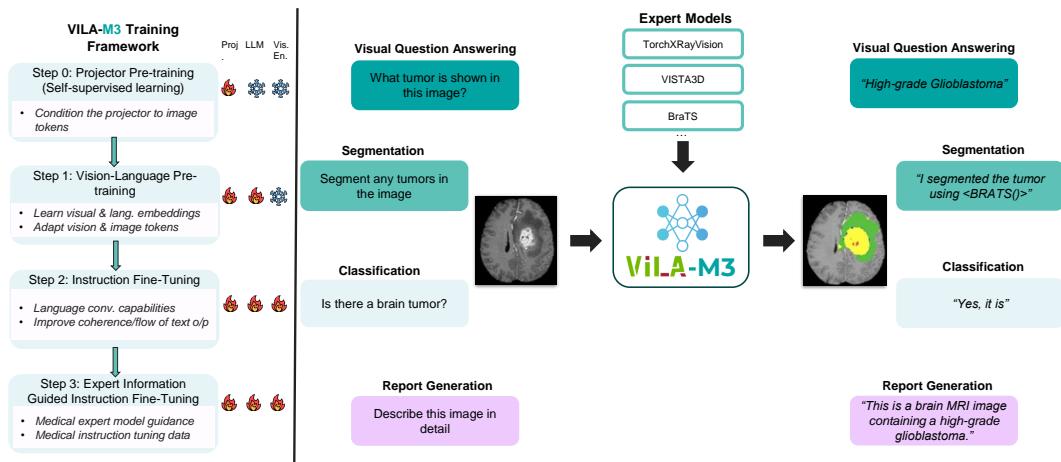 VILA-M3 Training
Framework
Proj
.
LLM
Vis.
En.
Step 0: Projector Pre-training
(Self-supervised learning)
• Condition the projector to image
tokens
Step 1: Vision-Language Pre-
training
• Learn visual & lang. embeddings
• Adapt vision & image tokens
Step 2: Instruction Fine-Tuning
• Language conv. capabilities
• Improve coherence/flow of text o/p
Step 3: Expert Information
Guided Instruction Fine-Tuning
• Medical expert model guidance
• Medical instruction tuning data
Visual Question Answering
What tumor is shown in
this image?
Segmentation
Segment any tumors in
the image
Classification
Is there a brain tumor?
Report Generation
Describe this image in
detail
Expert Models
TorchXRayVision
VISTA3D
BraTS
...
ViLA-M3
Visual Question Answering
“High-grade Glioblastoma”
Segmentation
“I segmented the tumor
using <BRATS()>”
Classification
“Yes, it is”
Report Generation
“This is a brain MRI image
containing a high-grade
glioblastoma.”